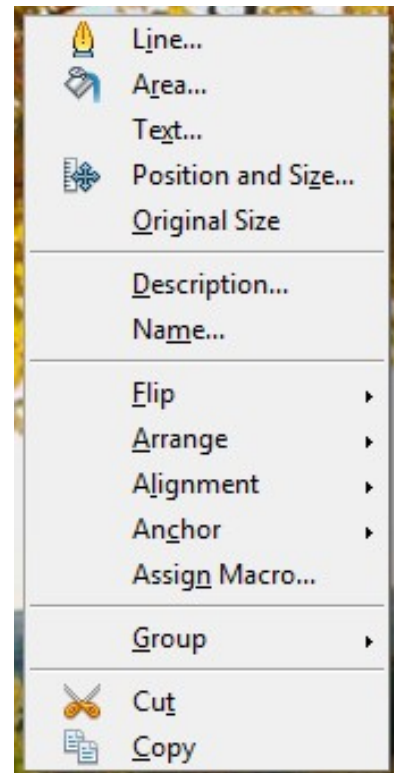 Line...
Area...
Text...
Position and Size...
Original Size
Description...
Name...
Flip
Arrange
Alignment
Anchor
Assign Macro...
Group
Cut
Copy